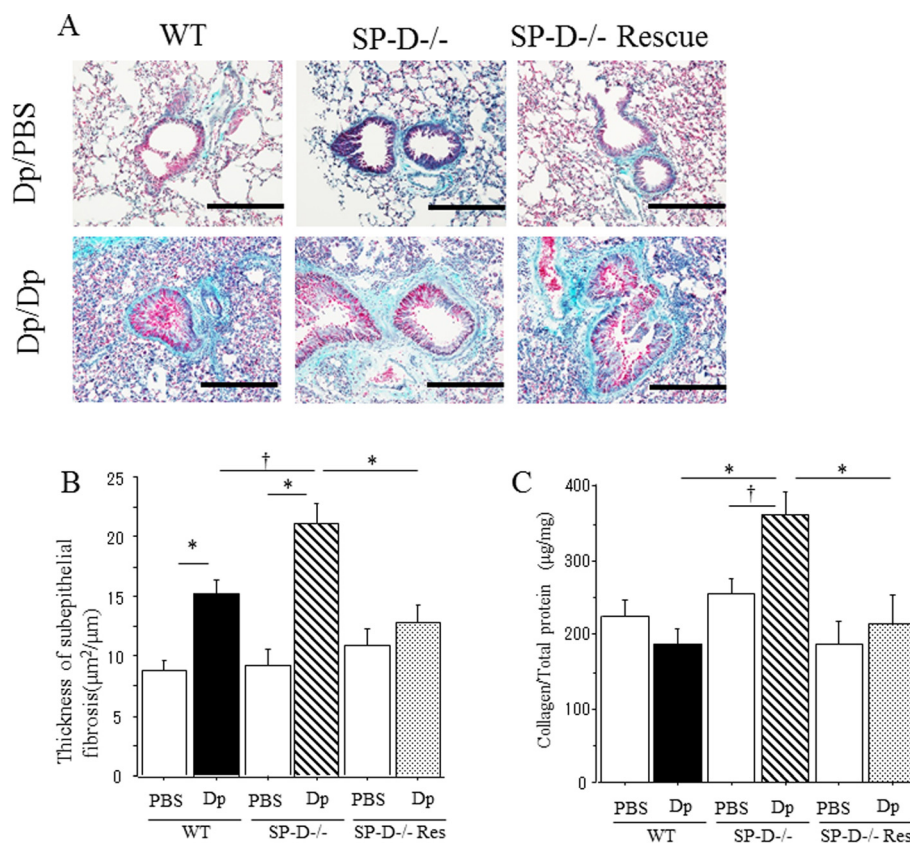 A
WT SP-D-/- SP-D-/- Rescue
Dp/PBS
Dp/Dp
B
Thickness of subepithelial
fibrosis(μm²/μm)
25
20
15
10
5
0
†
*
*
*
PBS Dp PBS Dp PBS Dp
WT SP-D-/- SP-D-/- Res
C
Collagen/Total protein (μg/mg)
400
350
200
100
0
*
†
*
PBS Dp PBS Dp PBS Dp
WT SP-D-/- SP-D-/- Res